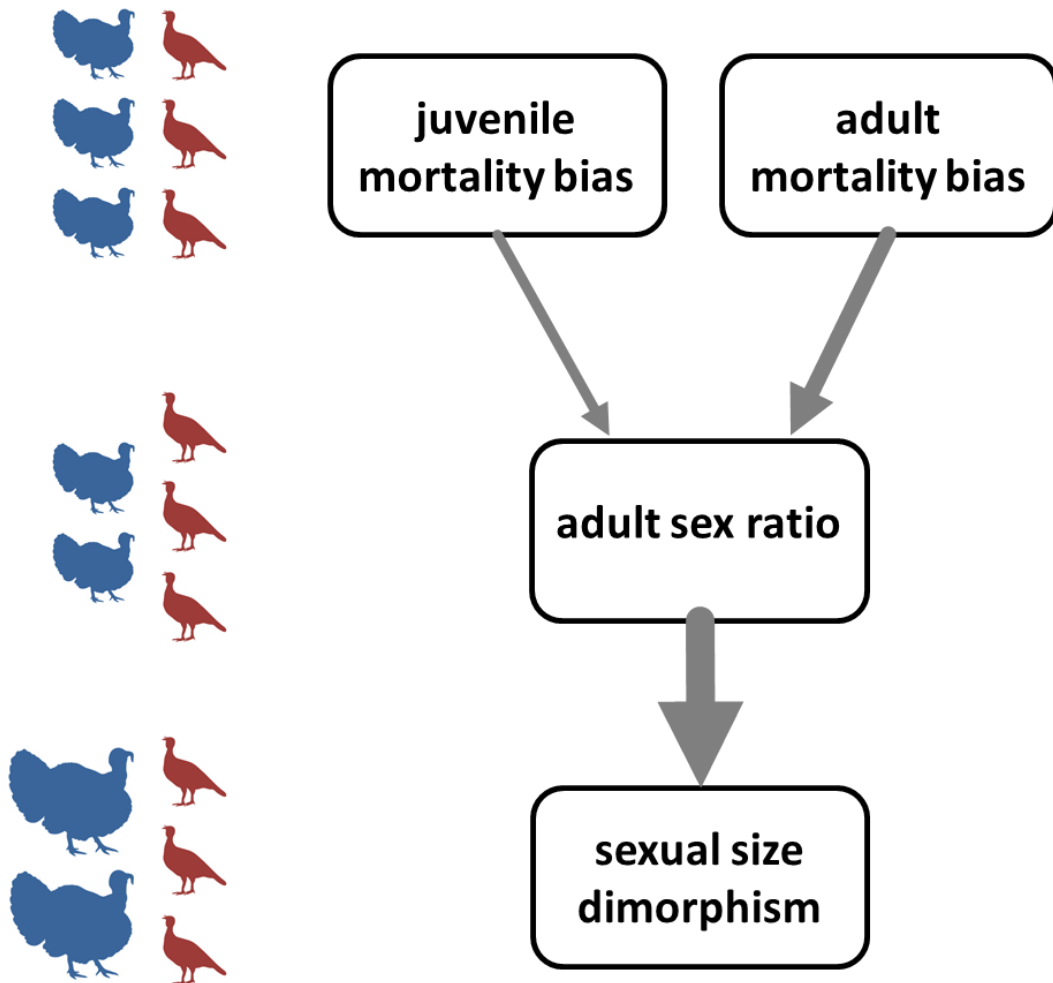 juvenile
mortality bias
adult
mortality bias
adult sex ratio
sexual size
dimorphism